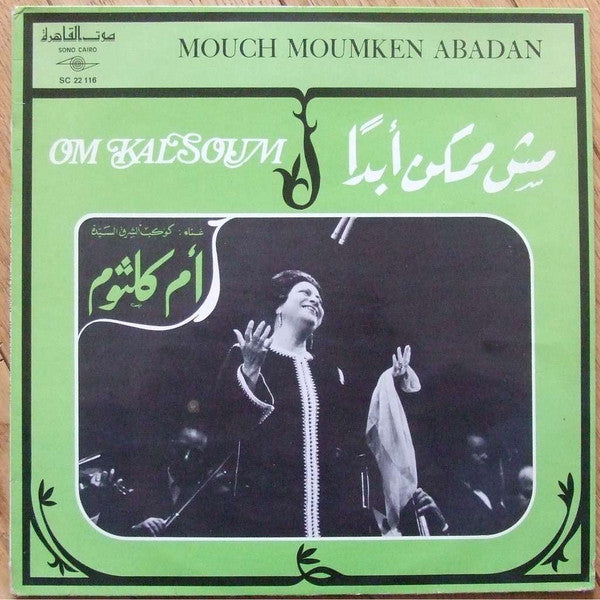 صوت القاهرة
SONO CAIRO
SC 22 116
MOUCH MOUMKEN ABADAN
OM KALSOUM
مش ممكن أبدًا
غناء : كوكب الشرق السيدة
أم كلثوم